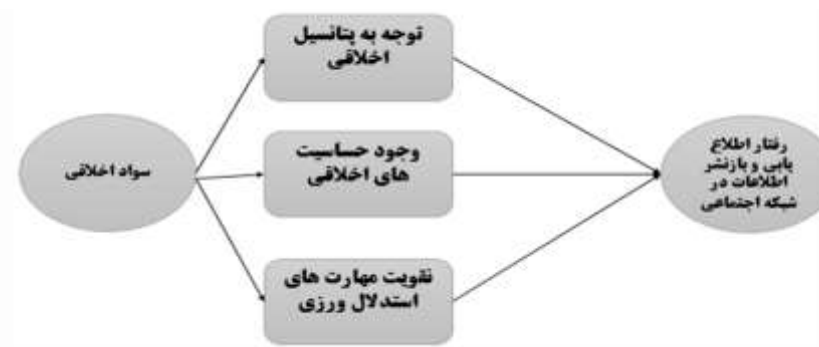 توجه به پتانسیل
اخلاقی
وجود حساسیت
های اخلاقی
تقویت مهارت های
استدلال ورزی
سواد اخلاقی
رفتار اطلاع
یابی و بازنشر
اطلاعات در
شبکه اجتماعی